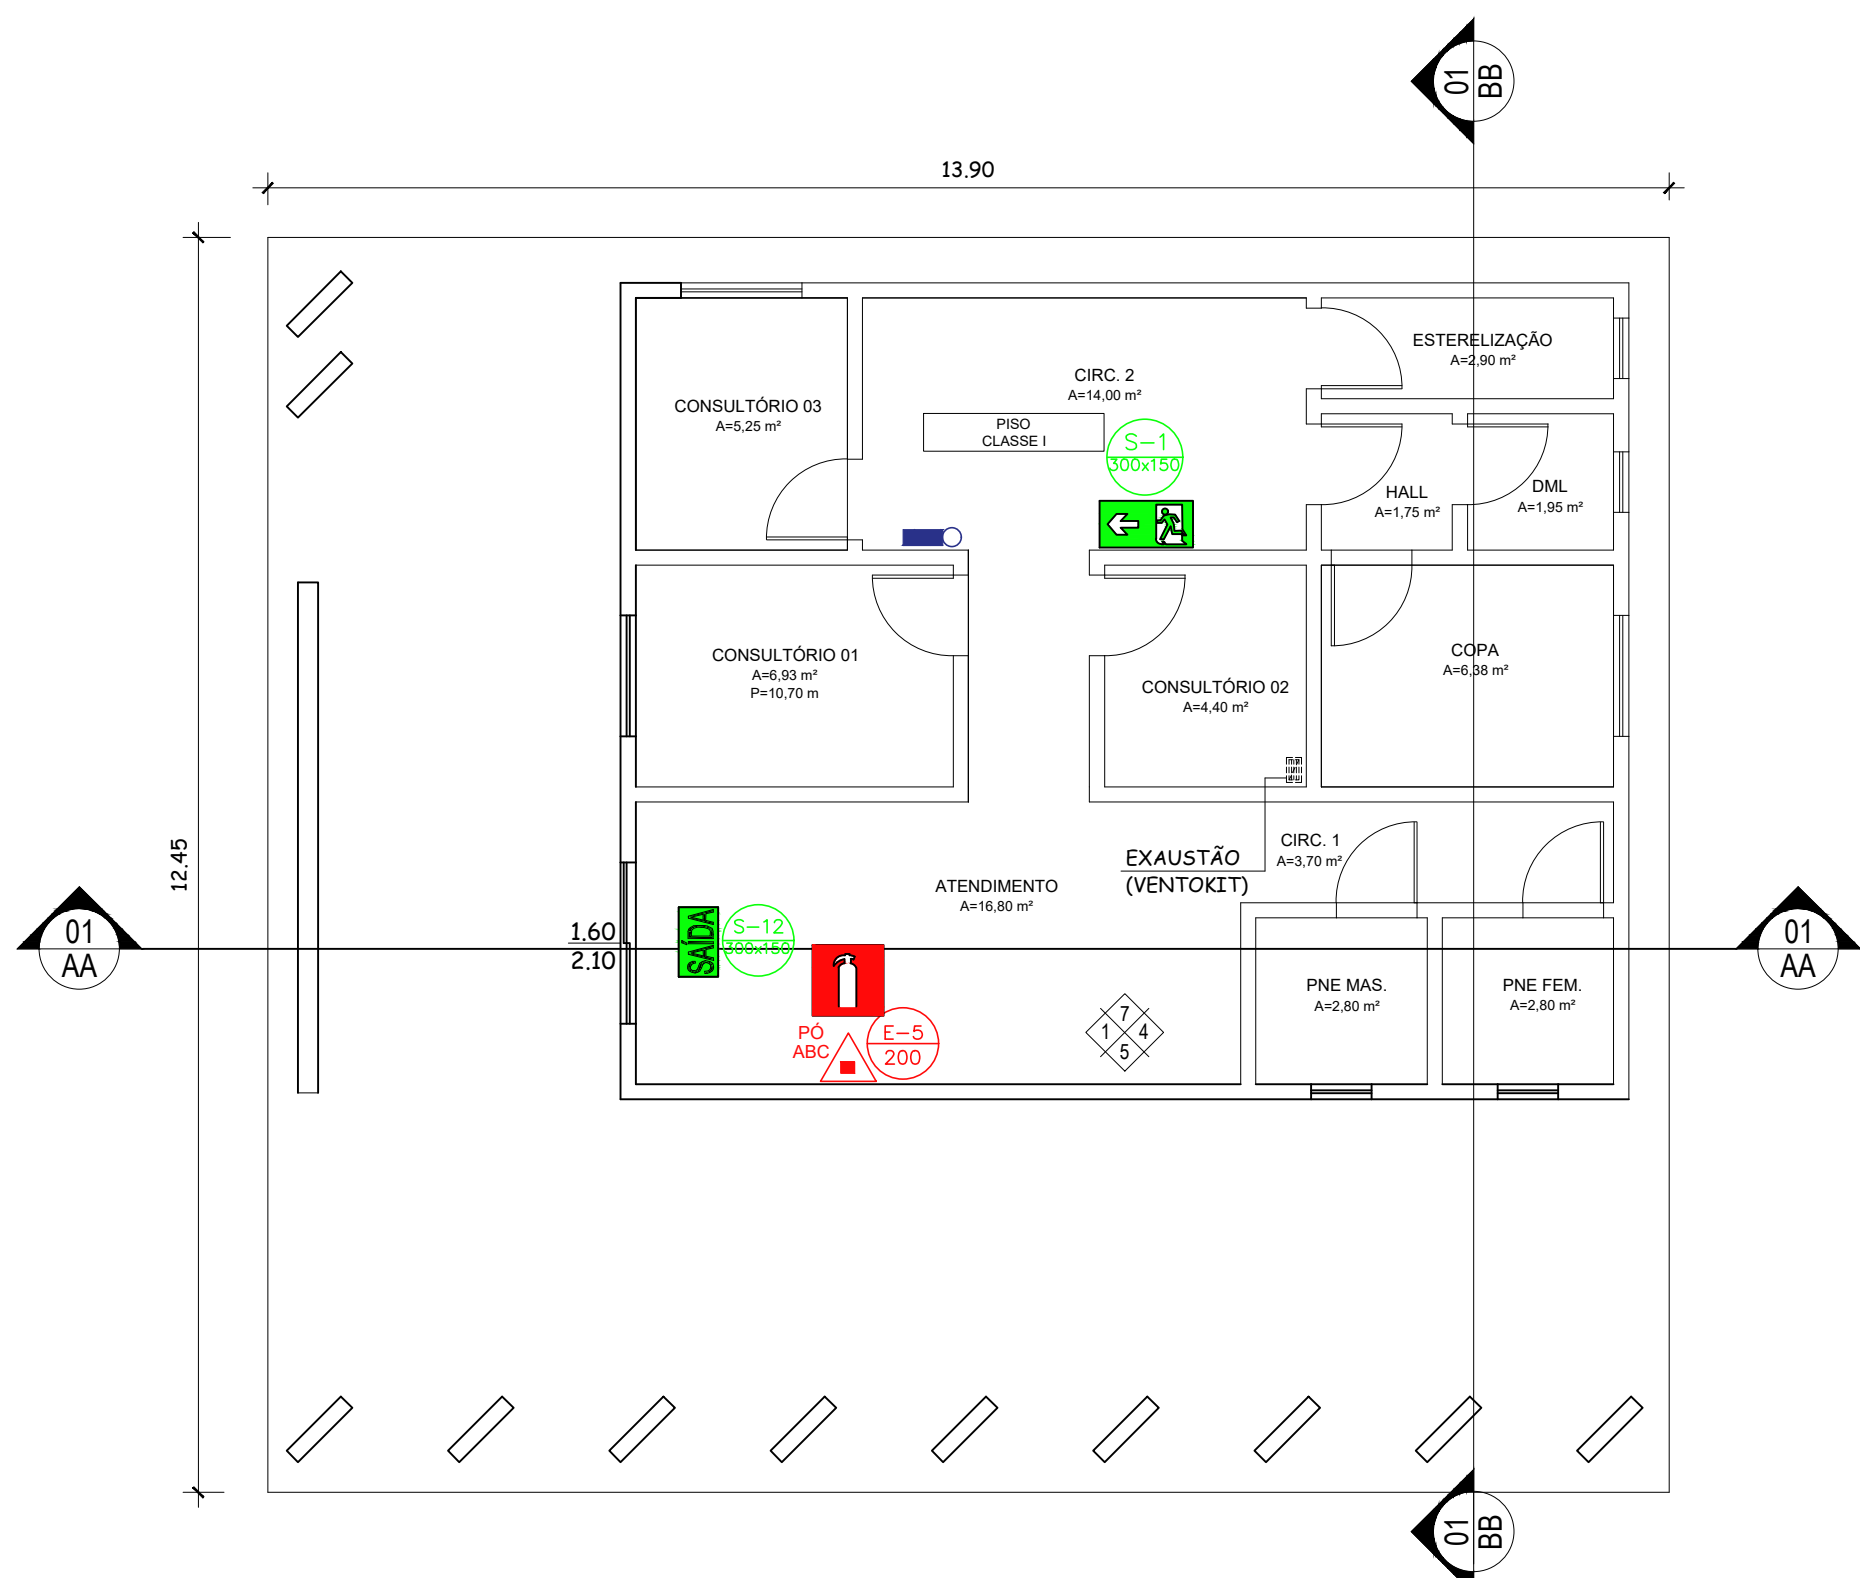 01
BB
13.90
12.45
ESTERELIZAÇÃO
A=2,90 m²
CIRC. 2
A=14,00 m²
CONSULTÓRIO 03
A=5,25 m²
PISO
CLASSE I
S-1
300x150
HALL
A=1,75 m²
DML
A=1,95 m²
CONSULTÓRIO 01
A=6,93 m²
P=10,70 m
CONSULTÓRIO 02
A=4,40 m²
COPA
A=6,38 m²
EXAUSTÃO
(VENTOKIT)
CIRC. 1
A=3,70 m²
ATENDIMENTO
A=16,80 m²
01
AA
1.60
2.10
SAÍDA
S-12
300x150
01
AA
PNE MAS.
A=2,80 m²
PNE FEM.
A=2,80 m²
PÓ
ABC
E-5
200
7
1 4
5
01
BB